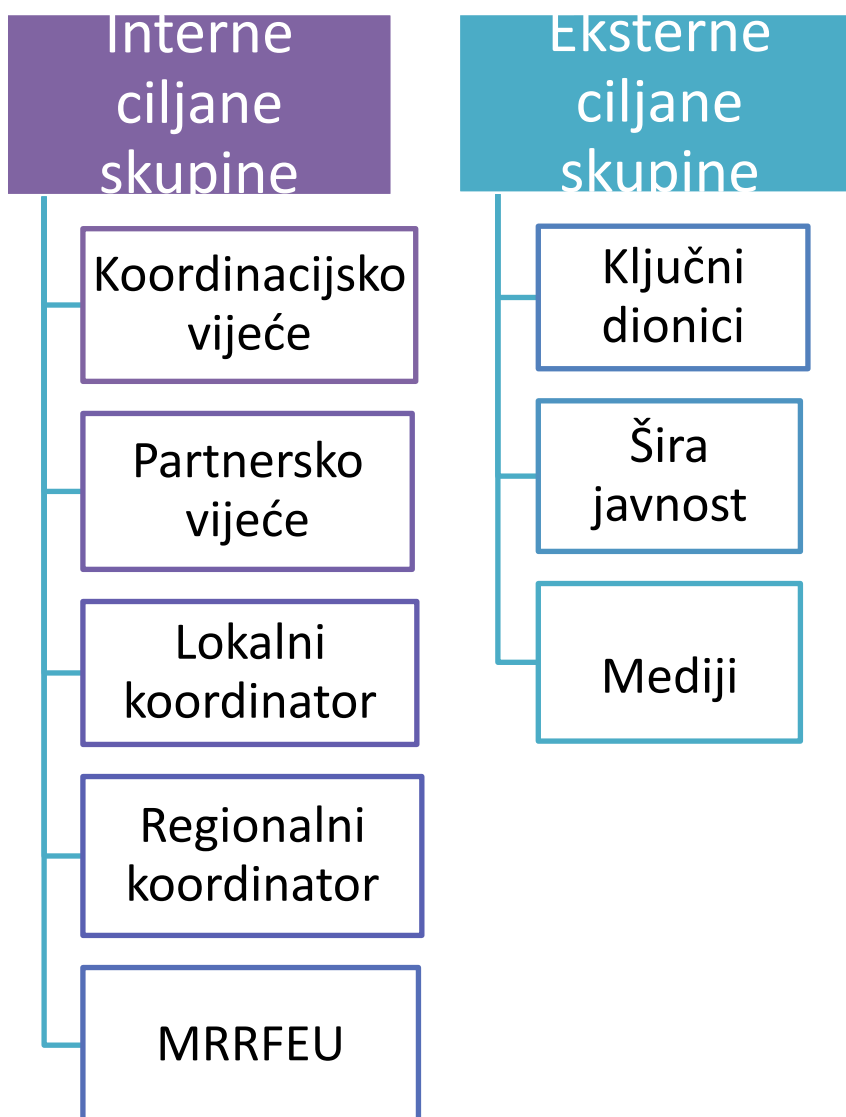 Interne
ciljane
skupine
Koordinacijsko
vijeće
Partnersko
vijeće
Lokalni
koordinator
Regionalni
koordinator
MRRFEU
Eksterne
ciljane
skupine
Ključni
dionici
Šira
javnost
Mediji